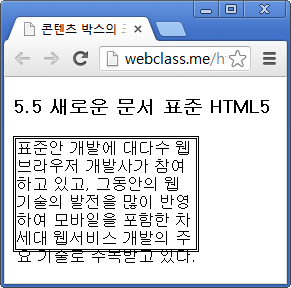 콘텐츠 박스의 크
webclass.me/h
5.5 새로운 문서 표준 HTML5
표준안 개발에 대다수 웹
브라우저 개발사가 참여
하고 있고, 그동안의 웹
기술의 발전을 많이 반영
하여 모바일을 포함한 차
세대 웹서비스 개발의 주
요 기술로 주목받고 있다.